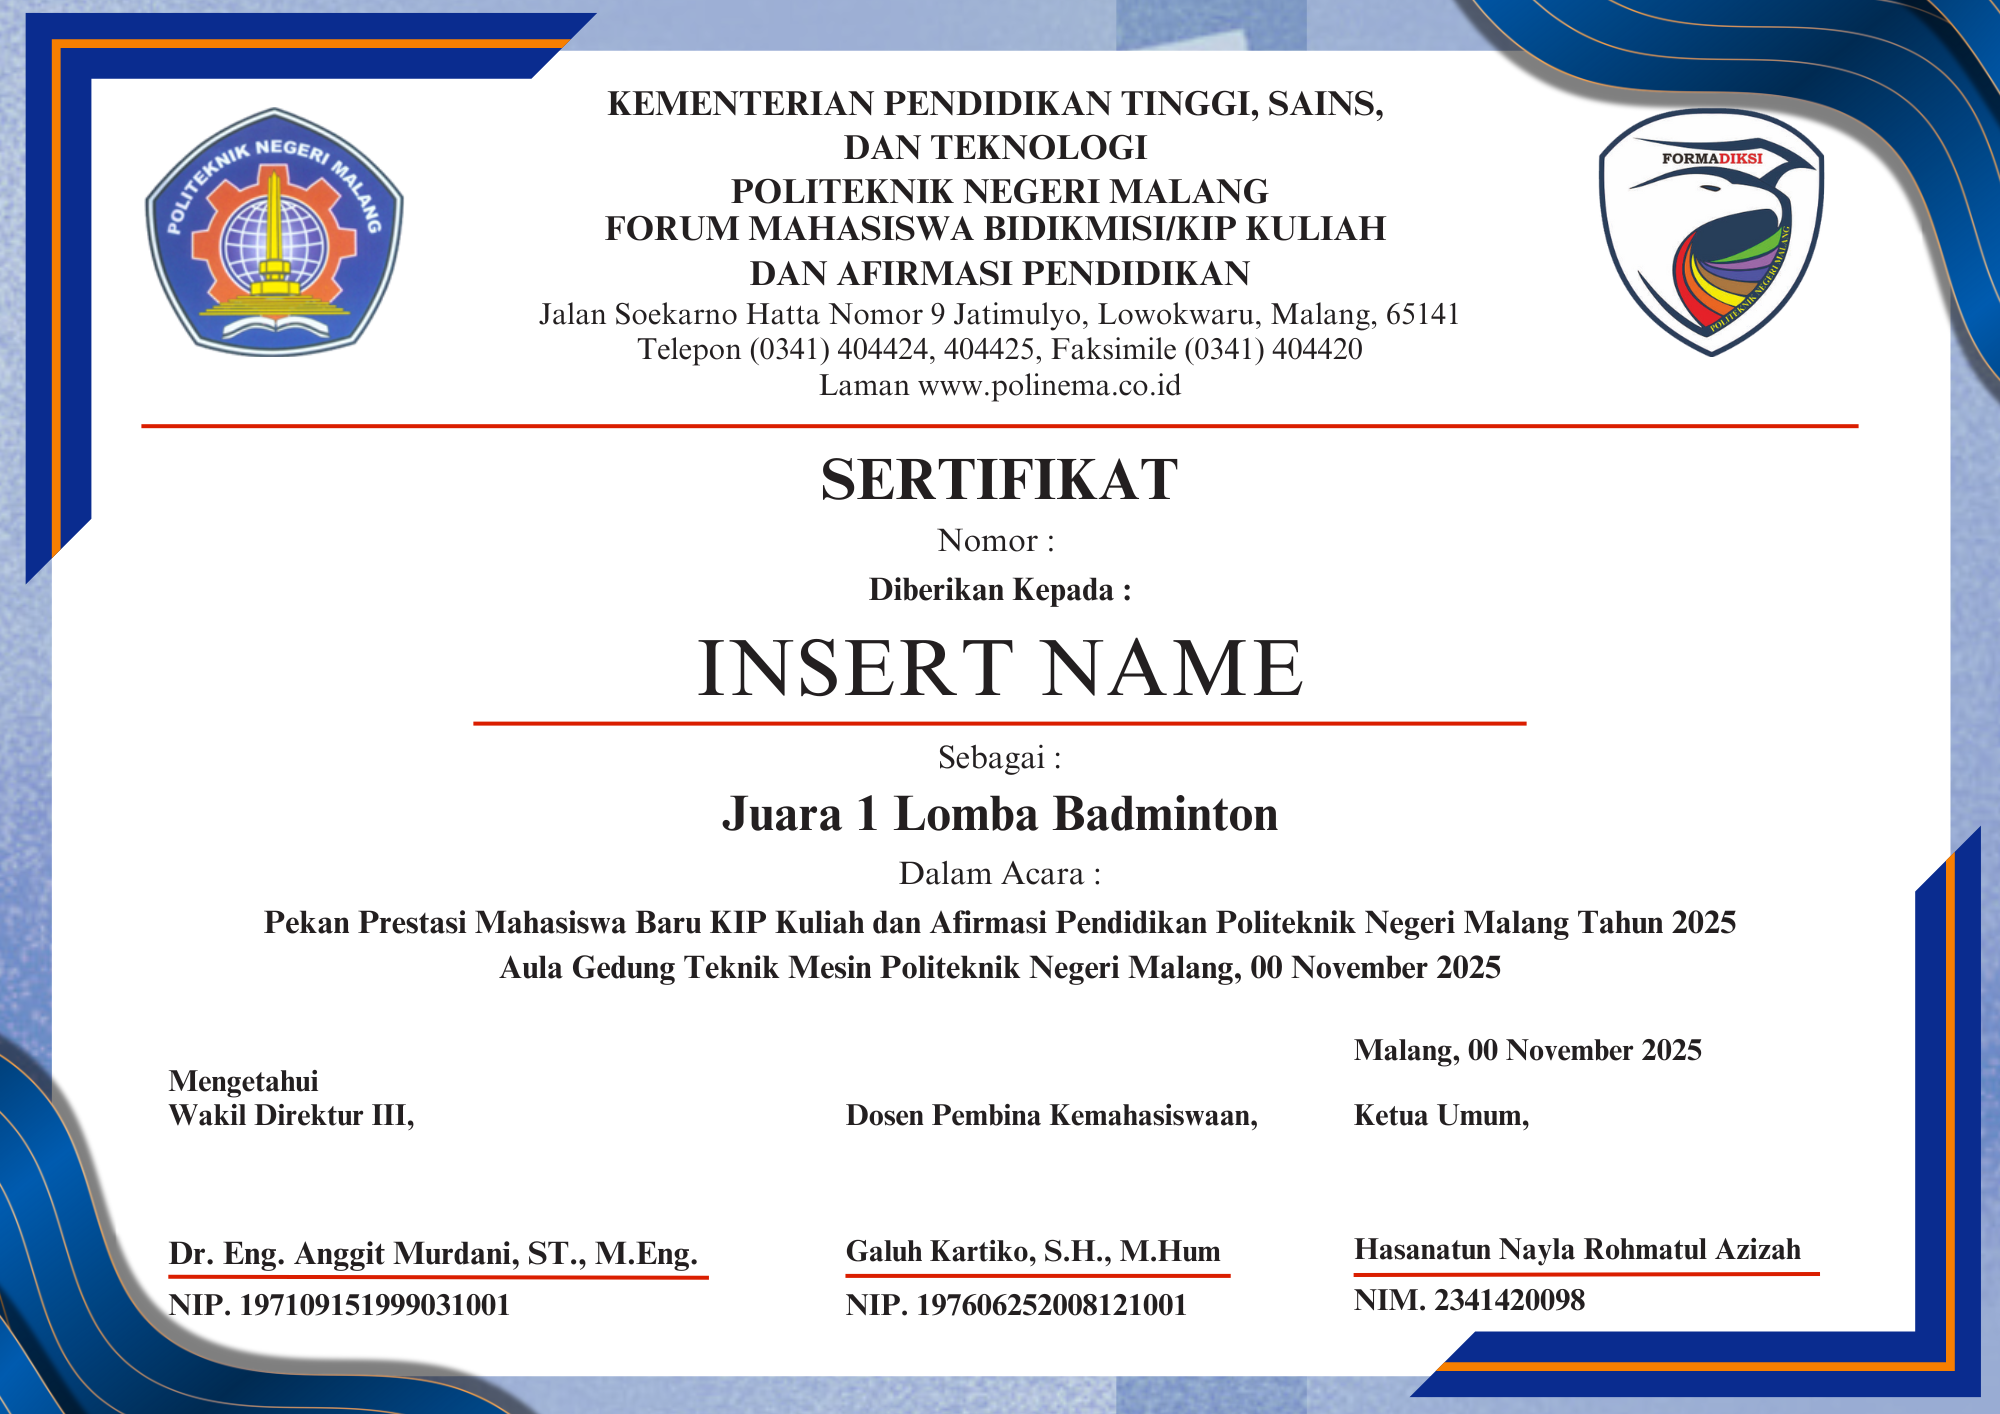 POLITEKNIK NEGERI MALANG
FORMADIKSI
POLITEKNIK NEGERI MALANG
KEMENTERIAN PENDIDIKAN TINGGI, SAINS,
DAN TEKNOLOGI
POLITEKNIK NEGERI MALANG
FORUM MAHASISWA BIDIKMISI/KIP KULIAH
DAN AFIRMASI PENDIDIKAN
Jalan Soekarno Hatta Nomor 9 Jatimulyo, Lowokwaru, Malang, 65141
Telepon (0341) 404424, 404425, Faksimile (0341) 404420
Laman www.polinema.co.id
SERTIFIKAT
Nomor :
Diberikan Kepada :
INSERT NAME
Sebagai :
Juara 1 Lomba Badminton
Dalam Acara :
Pekan Prestasi Mahasiswa Baru KIP Kuliah dan Afirmasi Pendidikan Politeknik Negeri Malang Tahun 2025
Aula Gedung Teknik Mesin Politeknik Negeri Malang, 00 November 2025
Mengetahui
Wakil Direktur III,
Dr. Eng. Anggit Murdani, ST., M.Eng.
NIP. 197109151999031001
Dosen Pembina Kemahasiswaan,
Galuh Kartiko, S.H., M.Hum
NIP. 197606252008121001
Malang, 00 November 2025
Ketua Umum,
Hasanatun Nayla Rohmatul Azizah
NIM. 2341420098